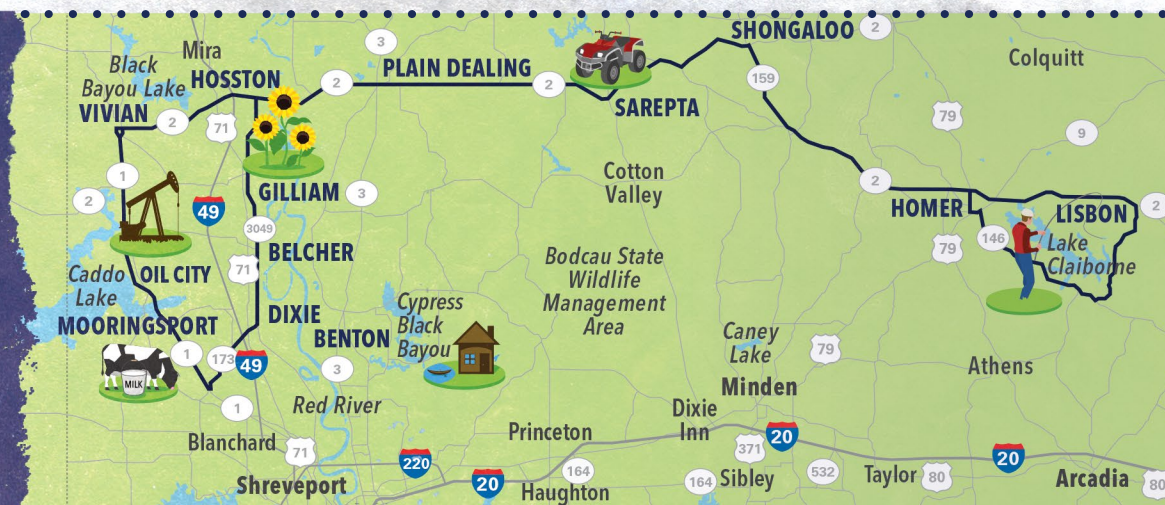 SHONGALOO
2
Mira
3
Colquitt
Black
Bayou Lake
HOSSTON
PLAIN DEALING
2
2
159
VIVIAN
2
71
SAREPTA
79
9
1
2
Cotton
Valley
2
GILLIAM
3
49
HOMER
LISBON
2
3049
146
79
Lake
Claiborne
BELCHER
71
Caddo
Lake
OIL CITY
Bodcau State
Wildlife
Management
Area
MOORINGSPORT
DIXIE
BENTON
Cypress
Black
Bayou
Caney
Lake
79
1
173
49
3
MILK
Athens
Minden
1
Red River
Dixie
Inn
Blanchard
71
Princeton
20
371
220
20
164
164
Sibley
532
Taylor
80
20
Arcadia
80
Shreveport
Haughton